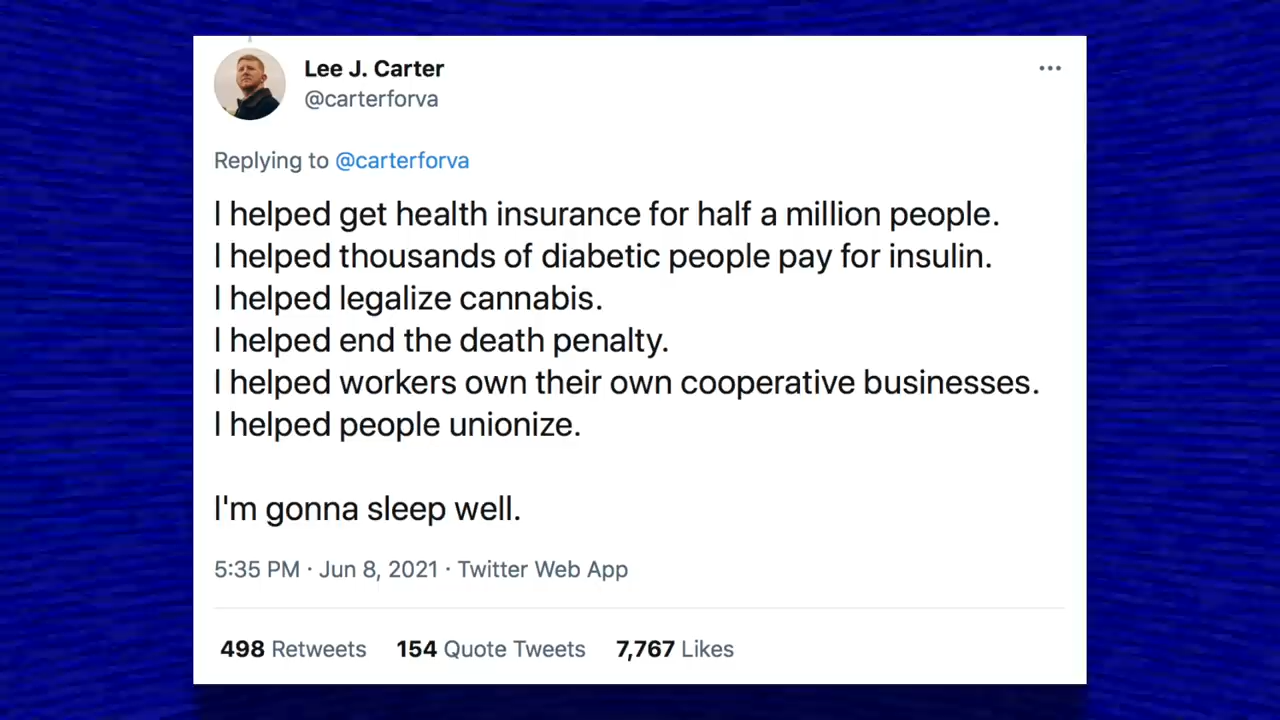 Lee J. Carter
@carterforva
Replying to @carterforva
I helped get health insurance for half a million people.
I helped thousands of diabetic people pay for insulin.
I helped legalize cannabis.
I helped end the death penalty.
I helped workers own their own cooperative businesses.
I helped people unionize.
I'm gonna sleep well.
5:35 PM · Jun 8, 2021 · Twitter Web App
498 Retweets 154 Quote Tweets 7,767 Likes